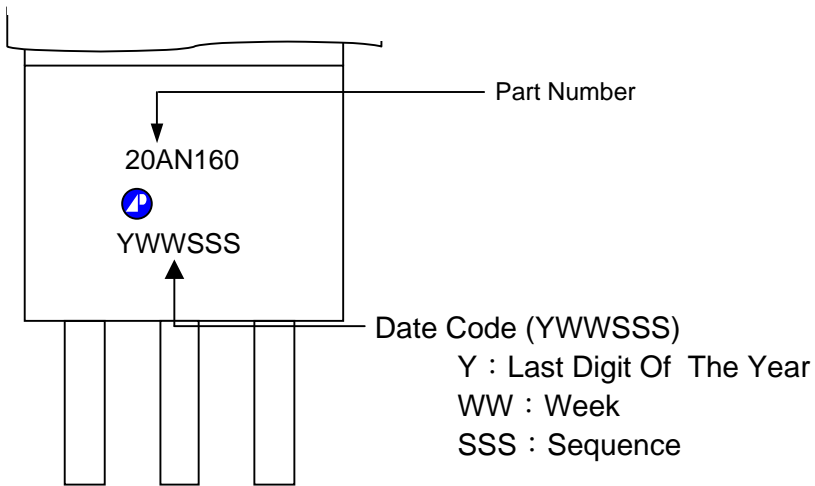 Part Number
20AN160
YWWSSS
Date Code (YWWSSS)
Y：Last Digit Of The Year
WW：Week
SSS：Sequence